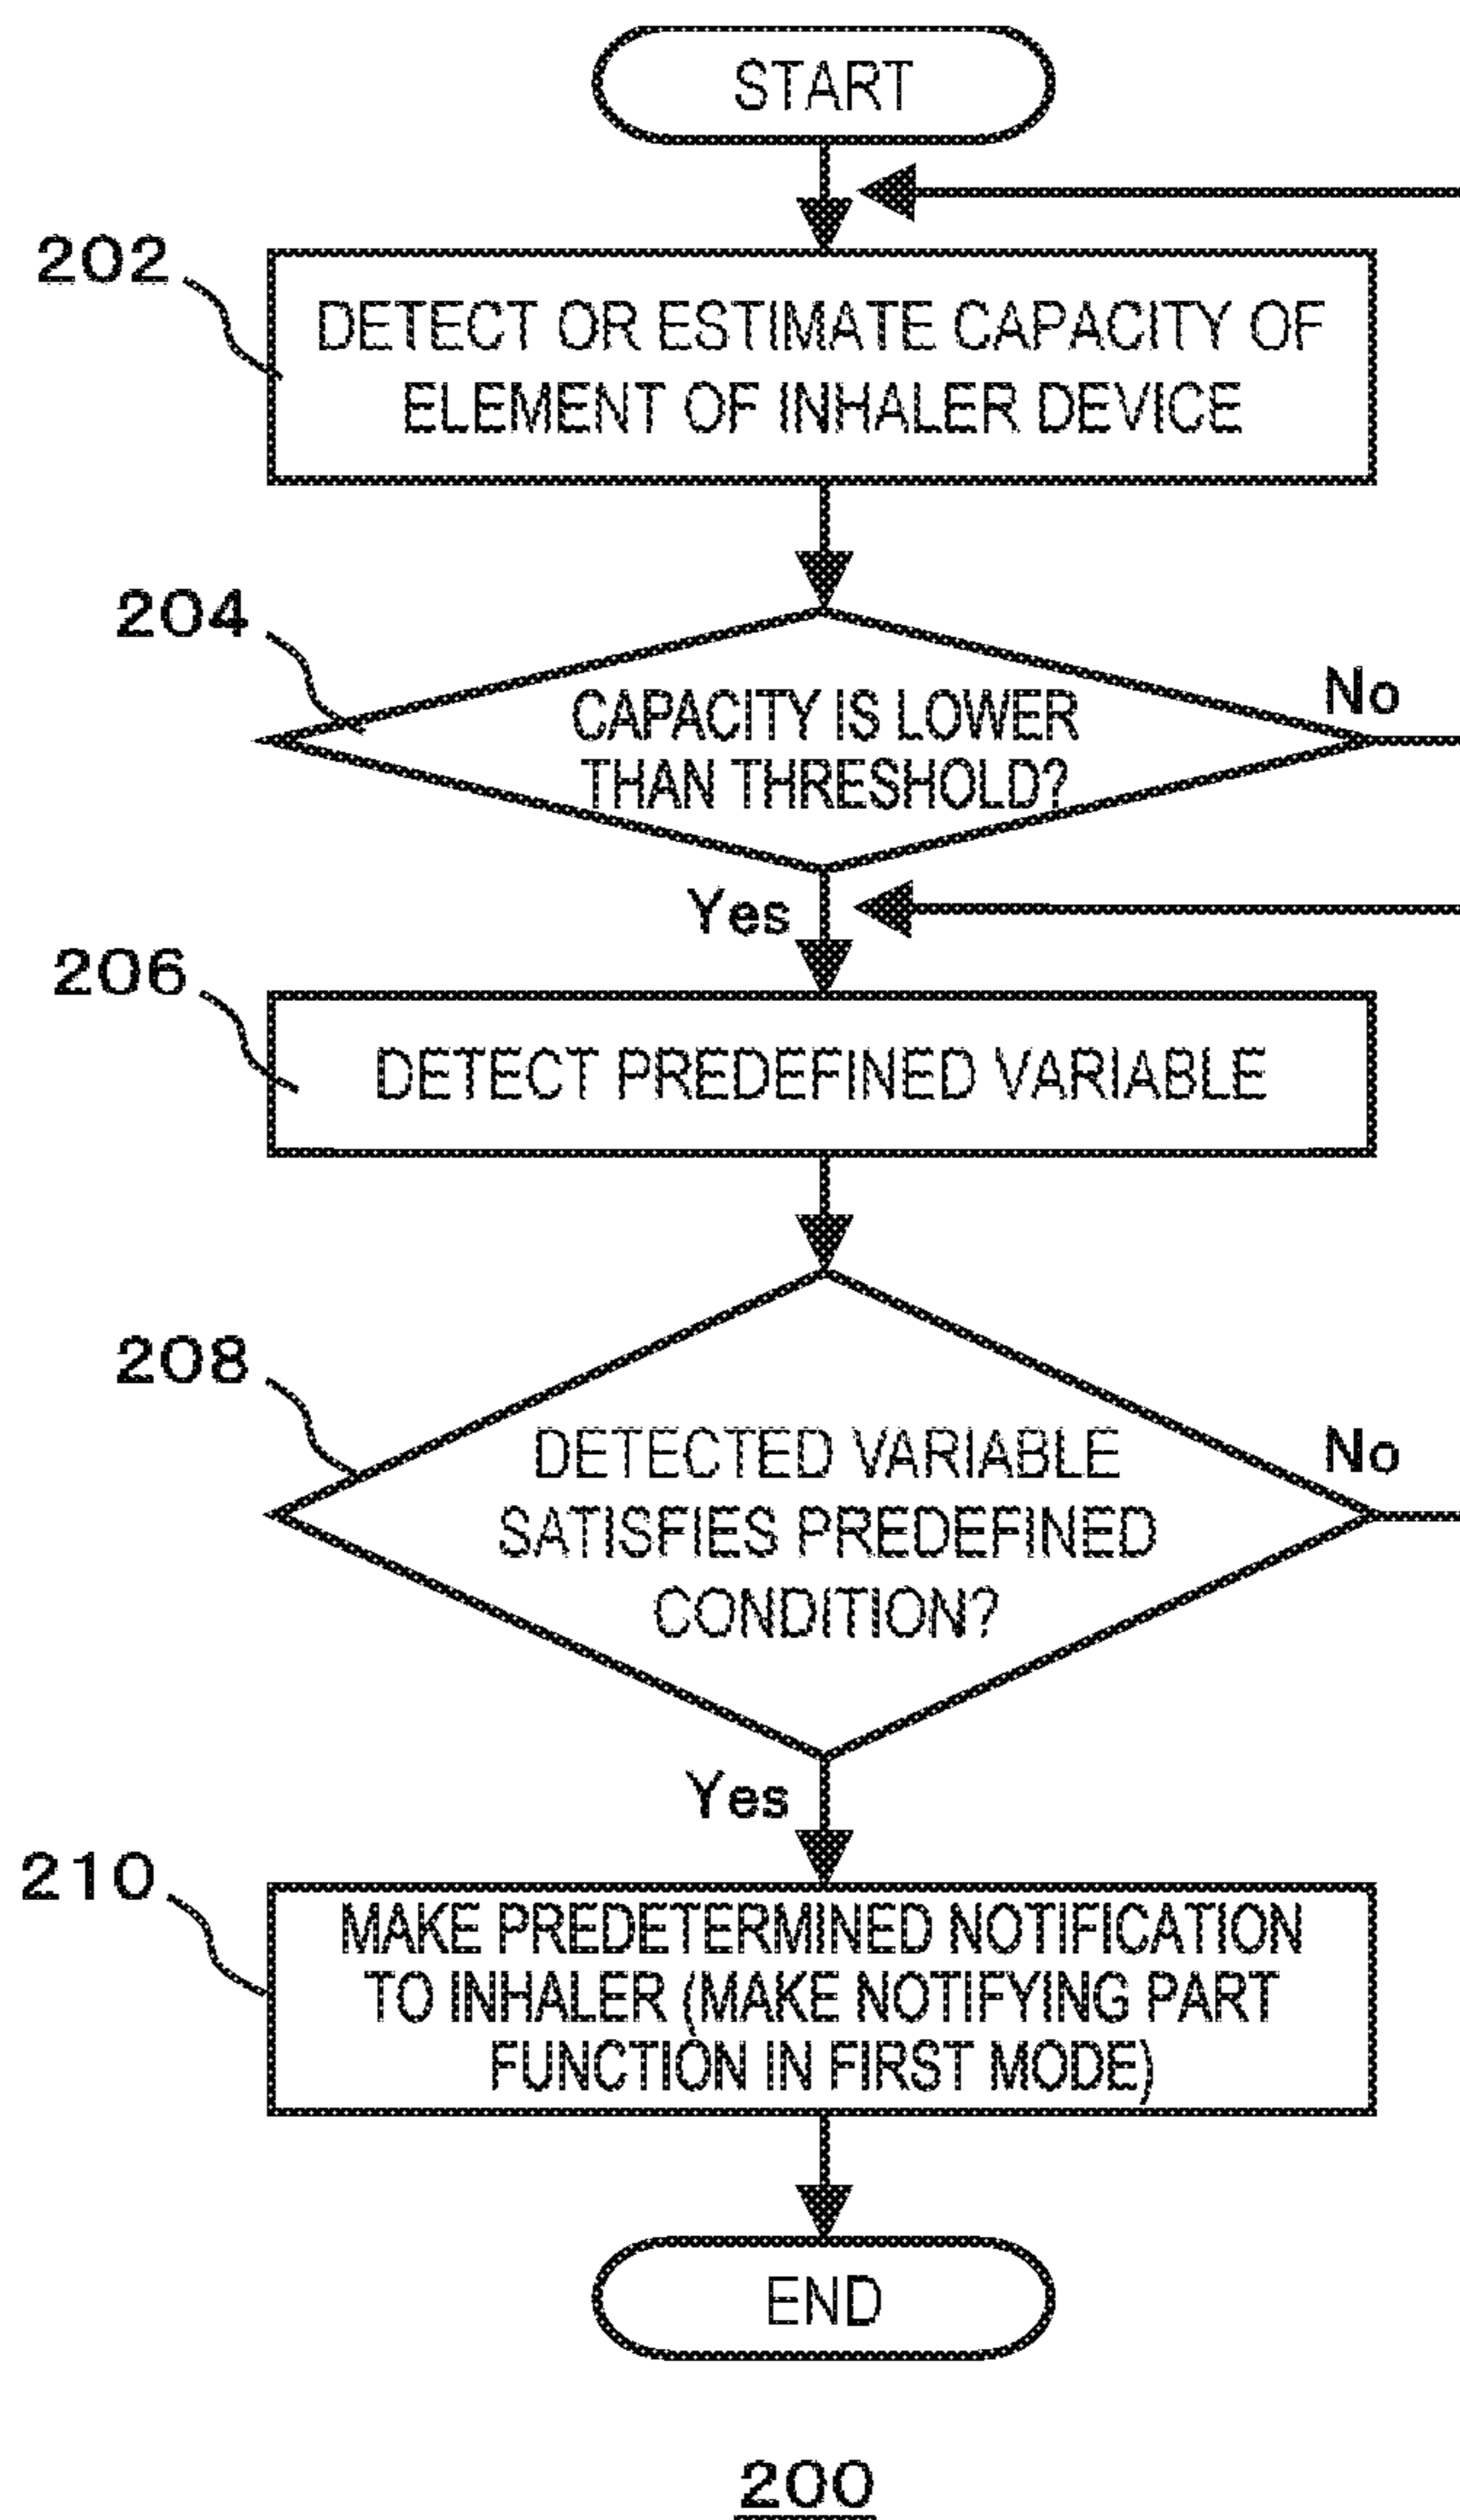 START
202
DETECT OR ESTIMATE CAPACITY OF
ELEMENT OF INHALER DEVICE
204
CAPACITY IS LOWER
THAN THRESHOLD?
No
Yes
206
DETECT PREDEFINED VARIABLE
208
DETECTED VARIABLE
SATISFIES PREDEFINED
CONDITION?
No
Yes
210
MAKE PREDETERMINED NOTIFICATION
TO INHALER (MAKE NOTIFYING PART
FUNCTION IN FIRST MODE)
END
200